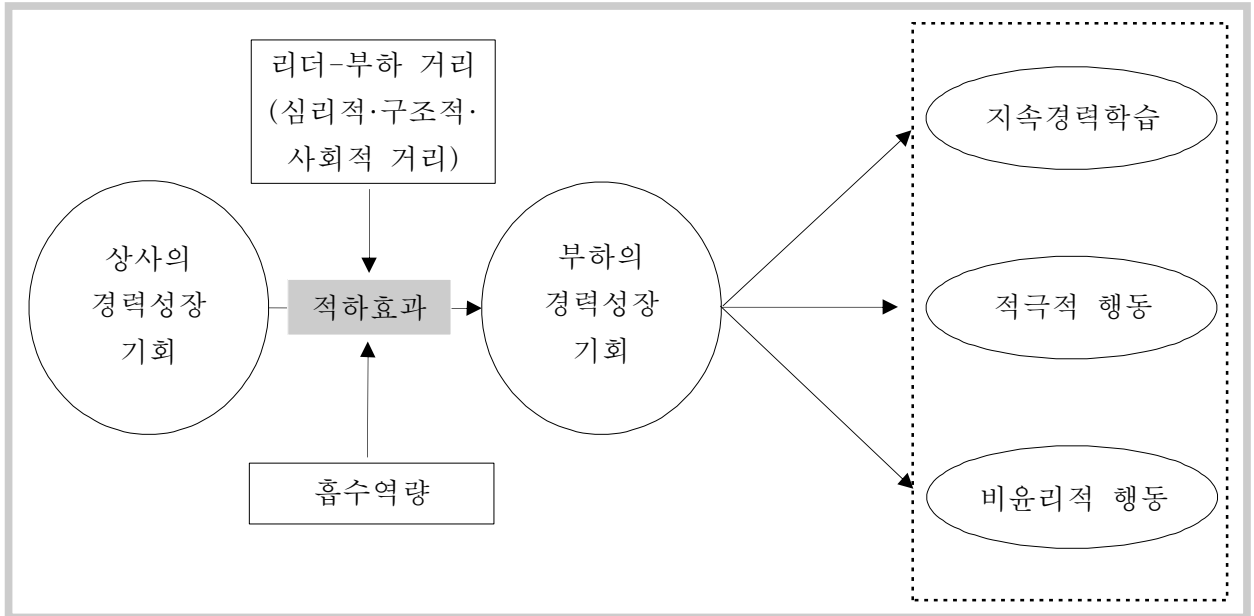 리더-부하 거리
(심리적·구조적·
사회적 거리)
상사의
경력성장
기회
적하효과
부하의
경력성장
기회
흡수역량
지속경력학습
적극적 행동
비윤리적 행동